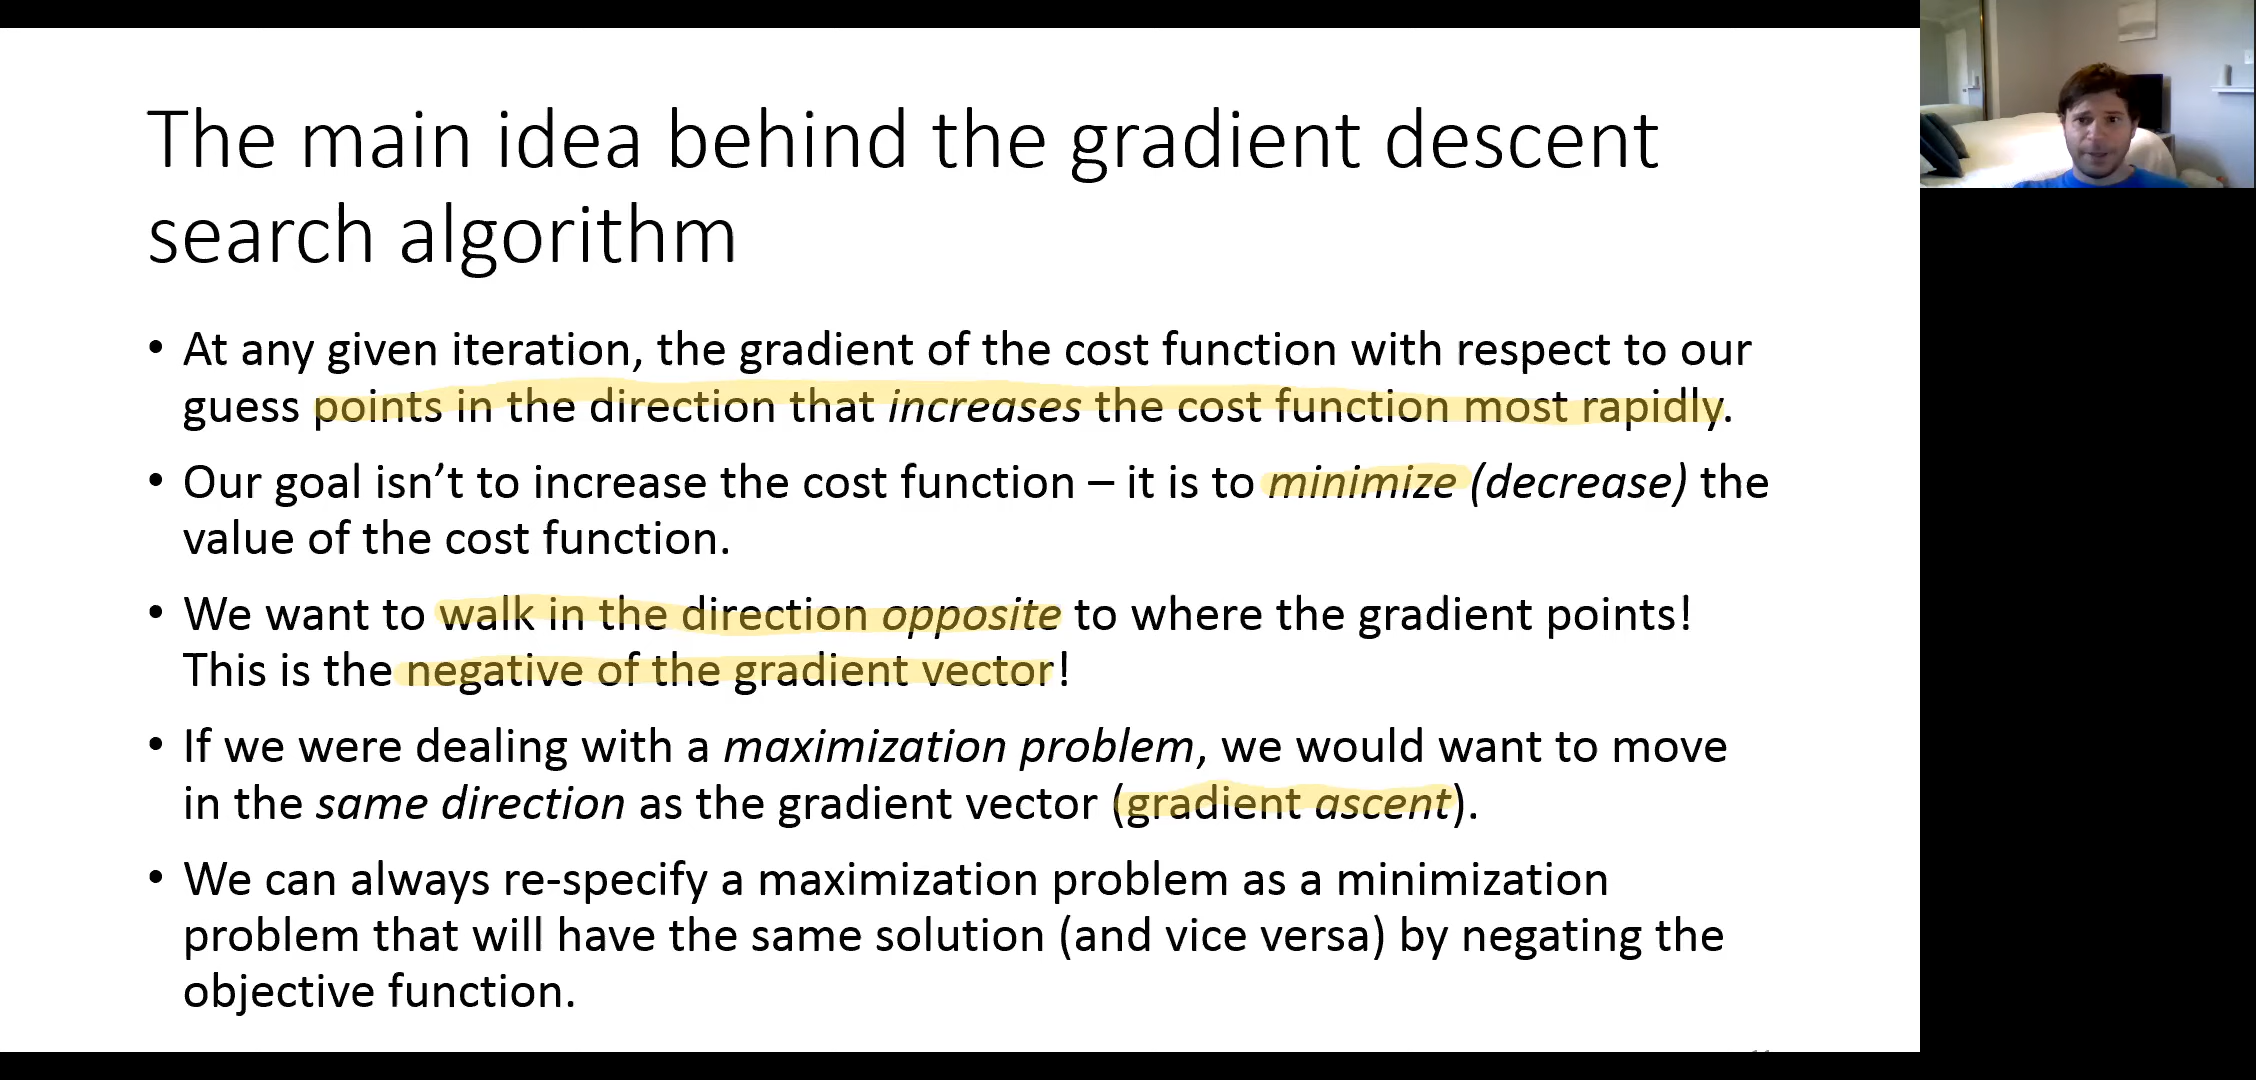 The main idea behind the gradient descent
search algorithm
• At any given iteration, the gradient of the cost function with respect to our
guess points in the direction that increases the cost function most rapidly.
• Our goal isn’t to increase the cost function – it is to minimize (decrease) the
value of the cost function.
• We want to walk in the direction opposite to where the gradient points!
This is the negative of the gradient vector!
• If we were dealing with a maximization problem, we would want to move
in the same direction as the gradient vector (gradient ascent).
• We can always re-specify a maximization problem as a minimization
problem that will have the same solution (and vice versa) by negating the
objective function.